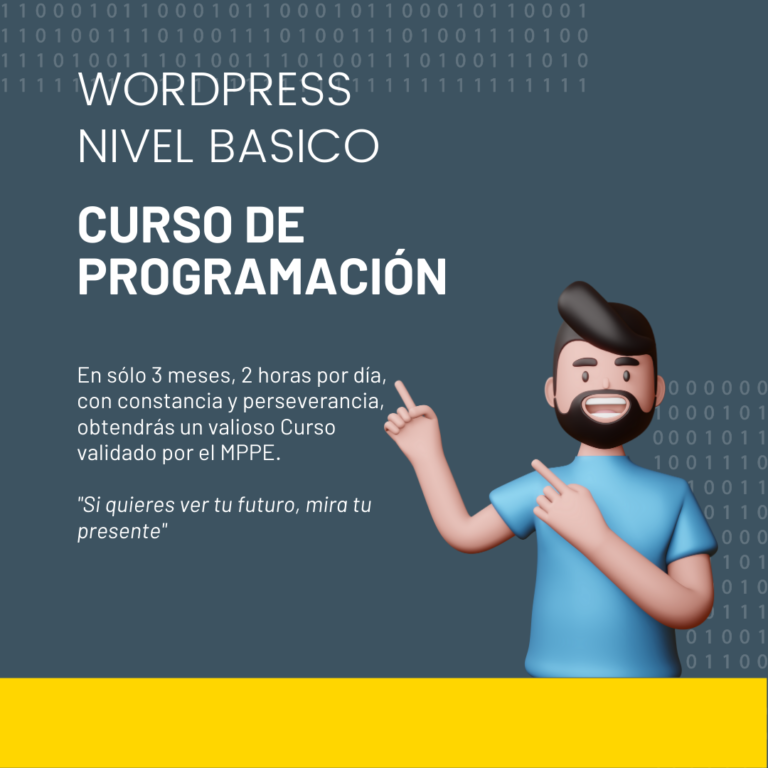 WORDPRESS
NIVEL BASICO
CURSO DE
PROGRAMACIÓN
En sólo 3 meses, 2 horas por día,
con constancia y perseverancia,
obtendrás un valioso Curso
validado por el MPPE.
"Si quieres ver tu futuro, mira tu
presente"